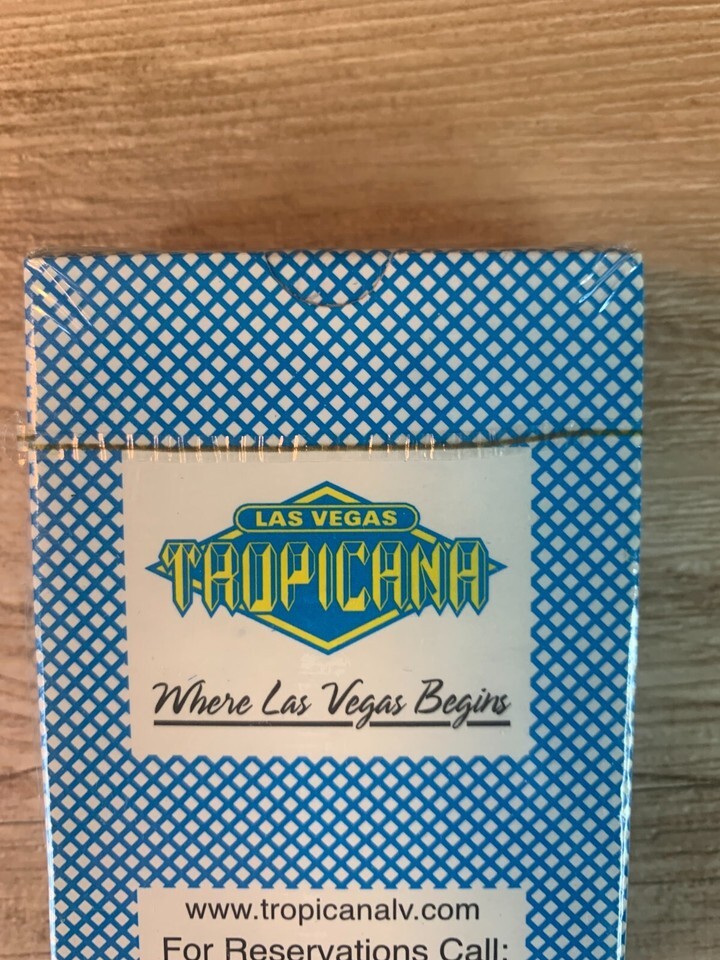 LAS VEGAS
TROPICANA
Where Las Vegas Begins
www.tropicanalv.com
For Reservations Call: